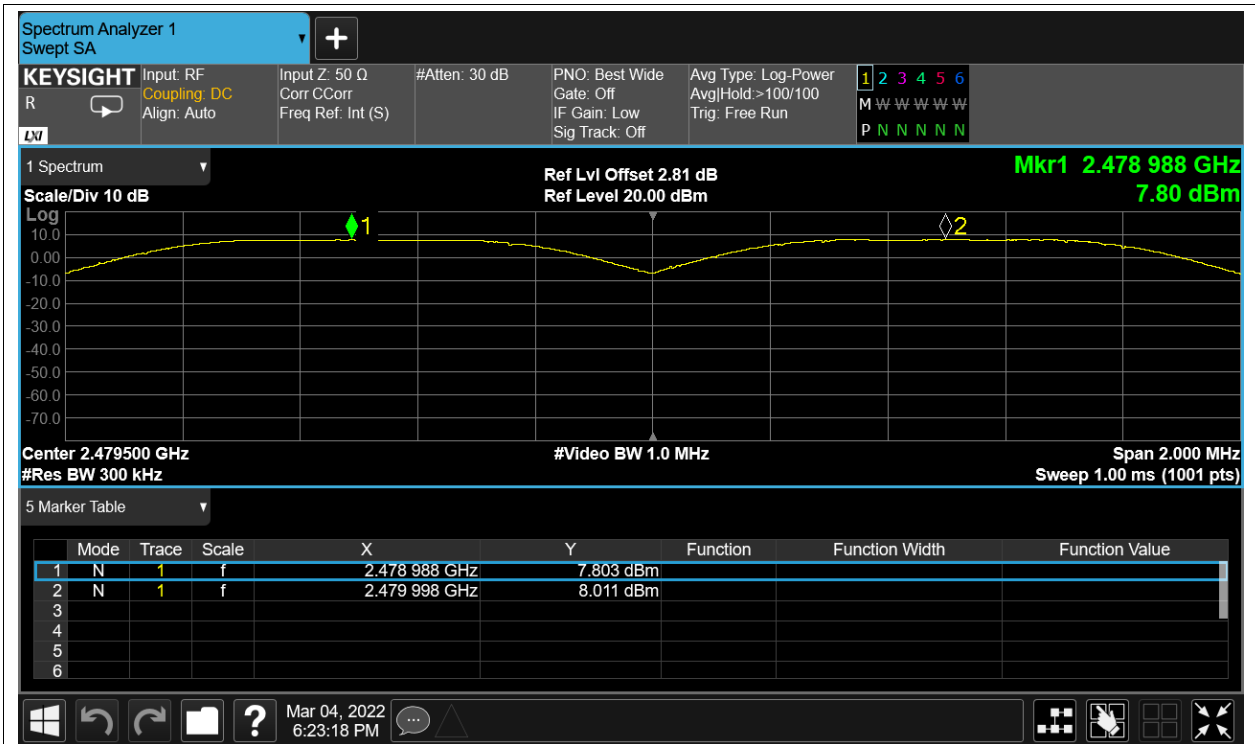 Spectrum Analyzer 1
Swept SA
KEYSIGHT
R
LXI
Input: RF
Coupling: DC
Align: Auto
Input Z: 50 Ω
Corr CCorr
Freq Ref: Int (S)
#Atten: 30 dB
PNO: Best Wide
Gate: Off
IF Gain: Low
Sig Track: Off
Avg Type: Log-Power
Avg|Hold:>100/100
Trig: Free Run
1 2 3 4 5 6
M W W W W W
P N N N N N
1 Spectrum
Scale/Div 10 dB
Ref Lvl Offset 2.81 dB
Ref Level 20.00 dBm
Mkr1 2.478 988 GHz
7.80 dBm
Log
10.0
0.00
-10.0
-20.0
-30.0
-40.0
-50.0
-60.0
-70.0
1
2
Center 2.479500 GHz
#Res BW 300 kHz
#Video BW 1.0 MHz
Span 2.000 MHz
Sweep 1.00 ms (1001 pts)
5 Marker Table
Mode Trace Scale X Y Function Function Width Function Value
1 N 1 f 2.478 988 GHz 7.803 dBm
2 N 1 f 2.479 998 GHz 8.011 dBm
3
4
5
6
?
Mar 04, 2022
6:23:18 PM